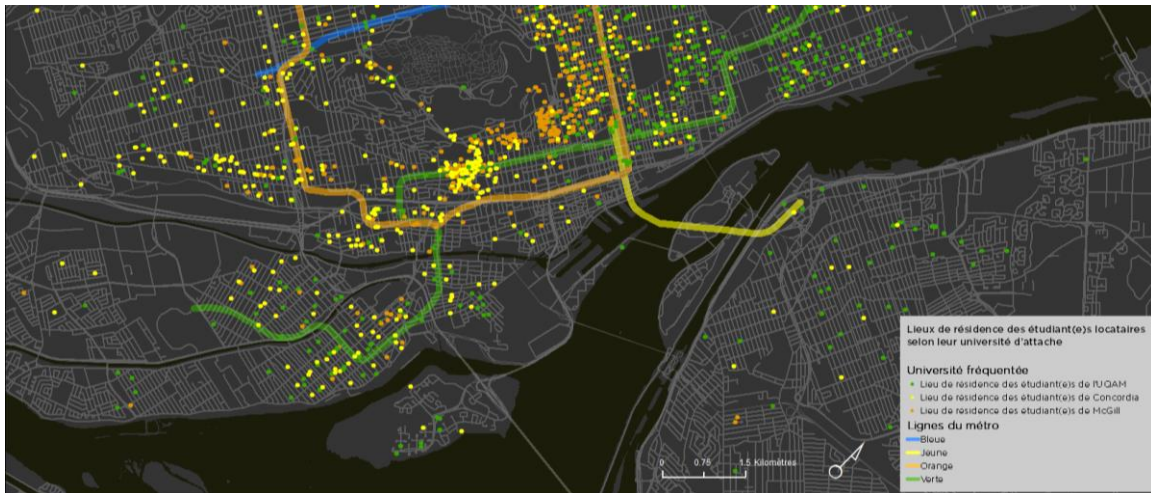 Lieux de résidence des étudiant(e)s locataires
selon leur université d'attache
Université fréquentée
Lieu de résidence des étudiant(e)s de l'UQAM
Lieu de résidence des étudiant(e)s de Concordia
Lieu de résidence des étudiant(e)s de McGill
Lignes du métro
Bleue
Jeune
Orange
Verte
0 0.75 1.5 Kilomètres